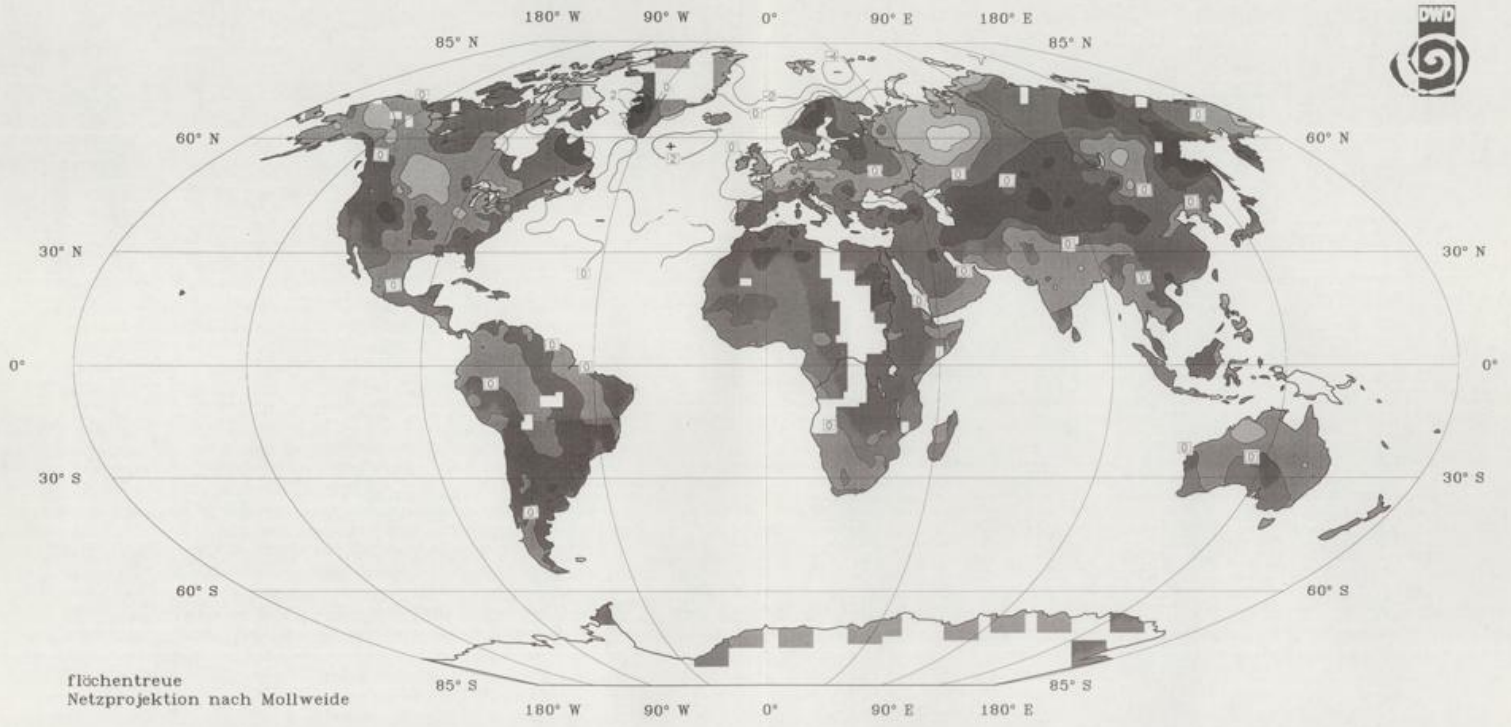 180° W 90° W 0° 90° E 180° E
DWD
85° N 85° N
60° N 60° N
30° N 30° N
0° 0°
30° S 30° S
60° S 60° S
flöchentreue
Netzprojektion nach Mollweide
85° S 85° S
180° W 90° W 0° 90° E 180° E